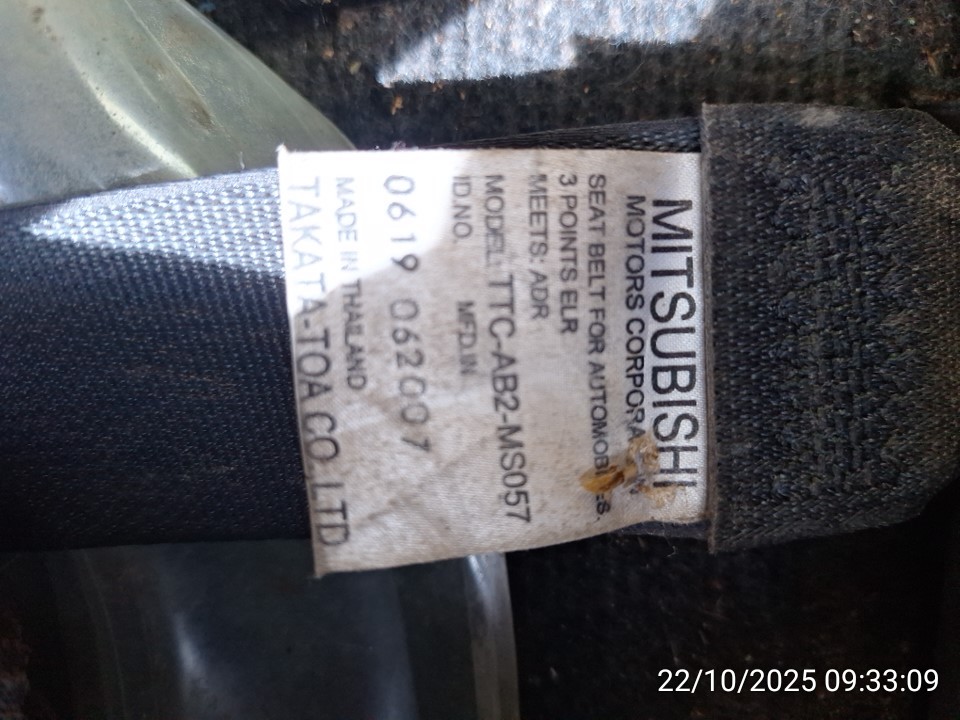 MITSUBISHI
MOTORS CORPORA
SEAT BELT FOR AUTOMOBILES.
3 POINTS ELR
MEETS: ADR
MODEL: TTC-AB2-MS057
ID.NO. MFD.IN
0619 062007
MADE IN THAILAND
TAKATA-TOA CO.,LTD
22/10/2025 09:33:09